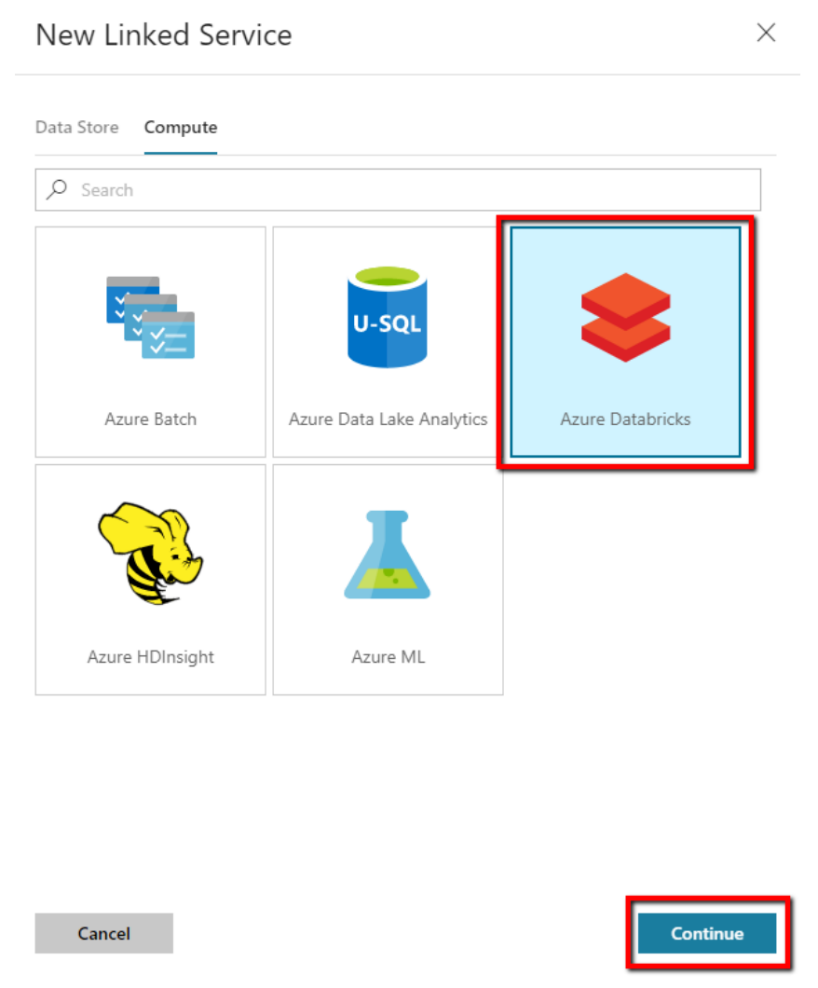 New Linked Service
Data Store Compute
Search
U-SQL
Azure Batch Azure Data Lake Analytics Azure Databricks
Azure HDInsight Azure ML
Cancel Continue